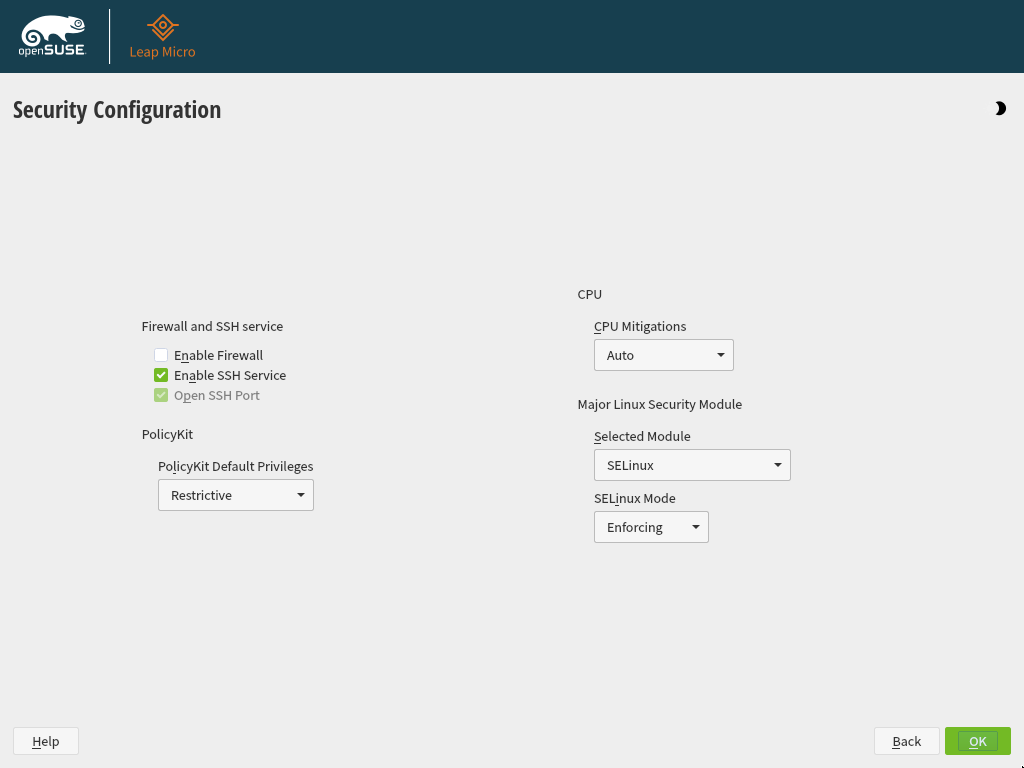 openSUSE
Leap Micro
Security Configuration
Firewall and SSH service
Enable Firewall
Enable SSH Service
Open SSH Port
PolicyKit
PolicyKit Default Privileges
Restrictive
CPU
CPU Mitigations
Auto
Major Linux Security Module
Selected Module
SELinux
SELinux Mode
Enforcing
Help
Back
OK